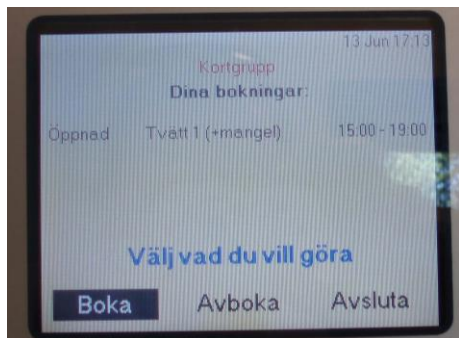 13 Jun 17:13
Kortgrupp
Dina bokningar:
Öppnad Tvätt 1 (+mangel) 15:00 - 19:00
Välj vad du vill göra
Boka Avboka Avsluta